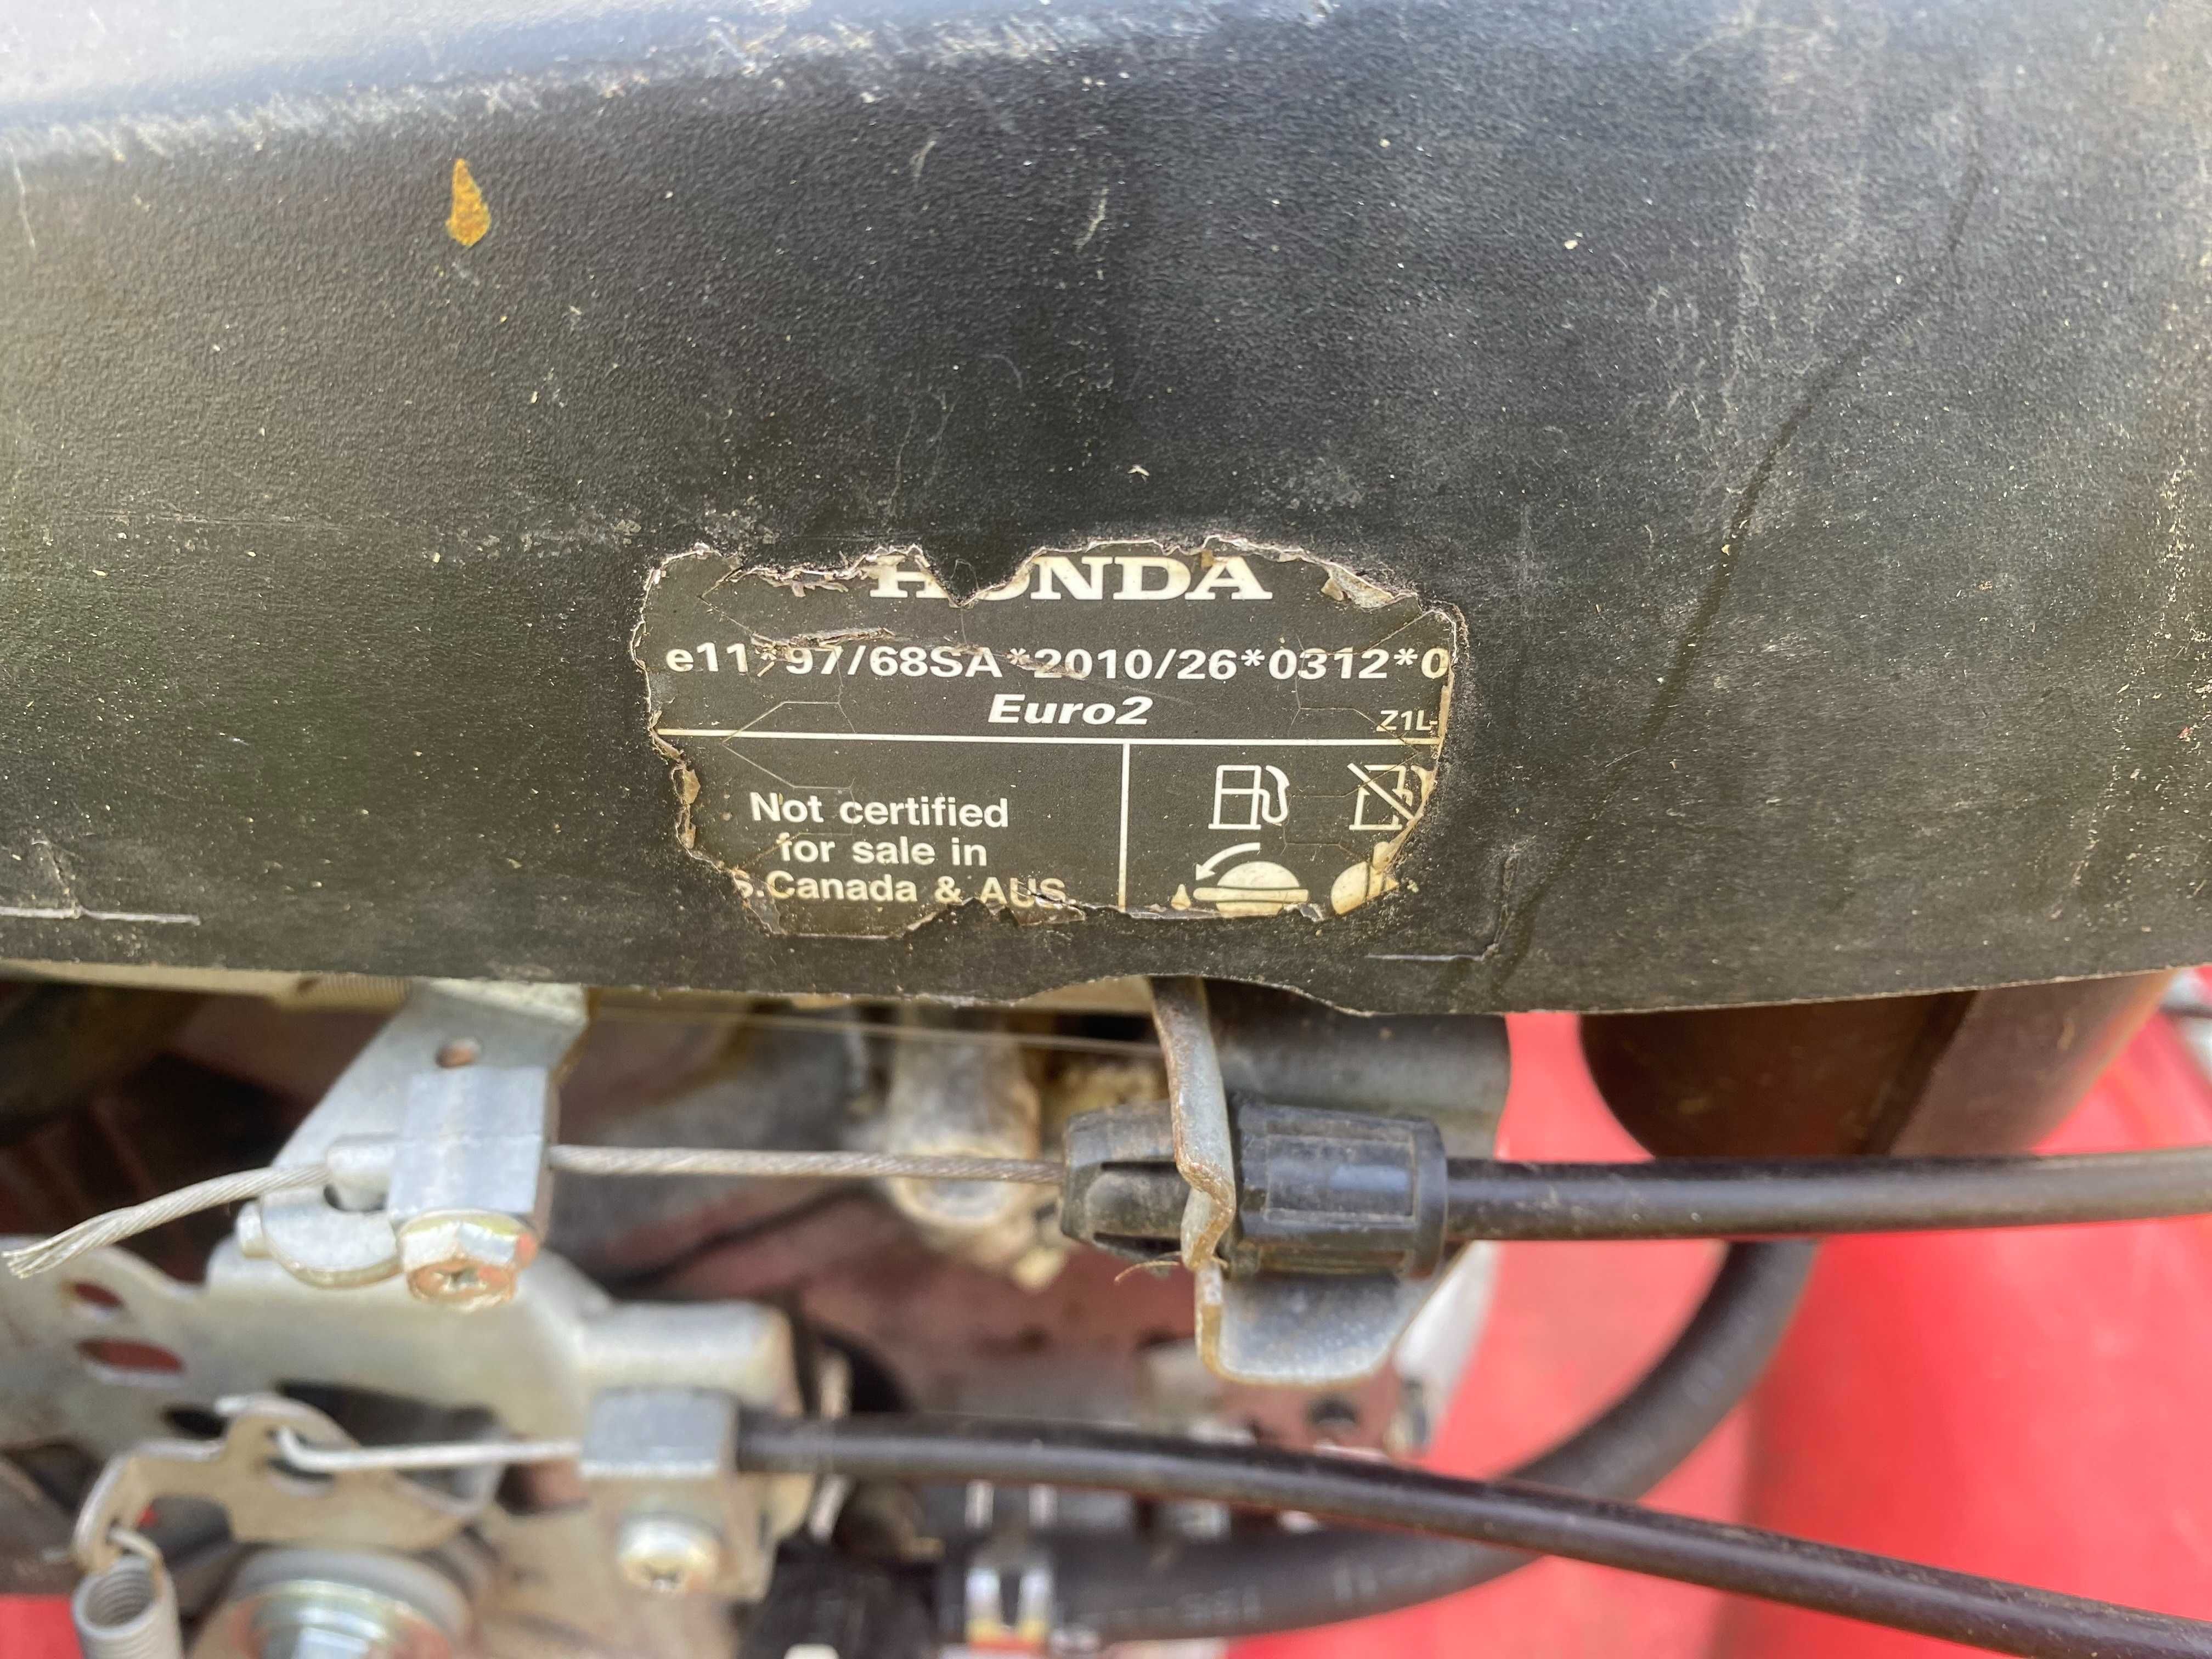 HONDA
e11*97/68SA*2010/26*0312*0
Euro2
Z1L-
Not certified
for sale in
S.Canada & AUS